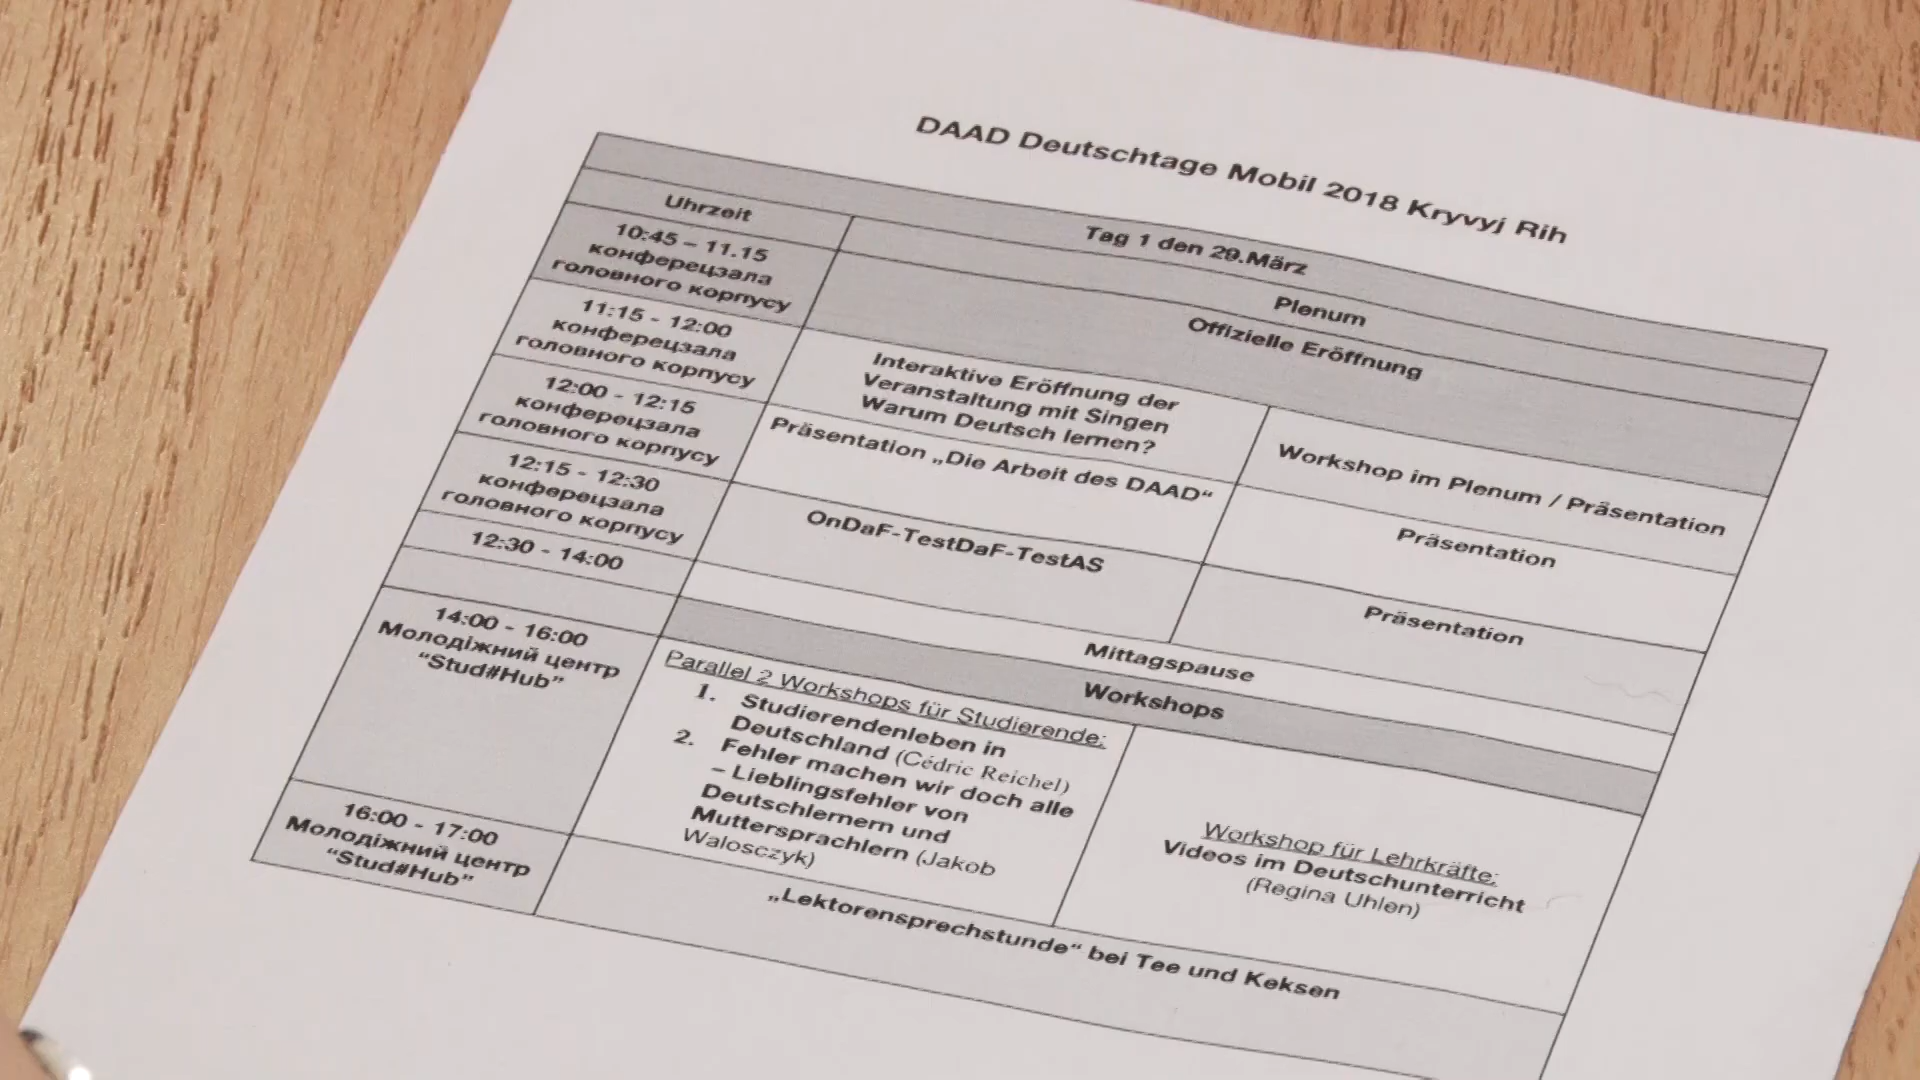 DAAD Deutschtage Mobil 2018 Kryvyj Rih
Tag 1 den 29.März
Uhrzeit
Plenum
10:45 – 11.15
конферецзала
головного корпусу
Offizielle Eröffnung
11:15 - 12:00
конферецзала
головного корпусу
Interaktive Eröffnung der
Veranstaltung mit Singen
Warum Deutsch lernen?
Workshop im Plenum / Präsentation
12:00 - 12:15
конферецзала
головного корпусу
Präsentation „Die Arbeit des DAAD“
Präsentation
12:15 - 12:30
конферецзала
головного корпусу
OnDaF-TestDaF-TestAS
Präsentation
12:30 - 14:00
Mittagspause
Workshops
14:00 - 16:00
Молодіжний центр
“Stud#Hub”
Parallel 2 Workshops für Studierende:
1. Studierendenleben in
Deutschland (Cédric Reichel)
2. Fehler machen wir doch alle
– Lieblingsfehler von
Deutschlernern und
Muttersprachlern (Jakob
Walosczyk)
Workshop für Lehrkräfte:
Videos im Deutschunterricht
(Regina Uhlen)
16:00 - 17:00
Молодіжний центр
“Stud#Hub”
„Lektorensprechstunde“ bei Tee und Keksen